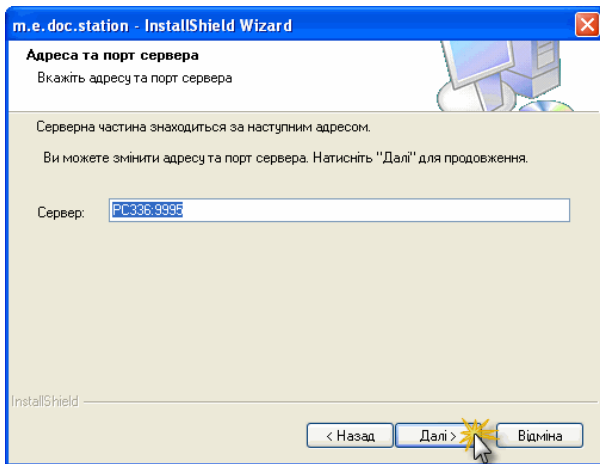 m.e.doc.station - InstallShield Wizard
Адреса та порт сервера
Вкажіть адресу та порт сервера
Серверна частина знаходиться за наступним адресом.
Ви можете змінити адресу та порт сервера. Натисніть "Далі" для продовження.
Сервер: PC336:9995
InstallShield
< Назад Далі > Відміна